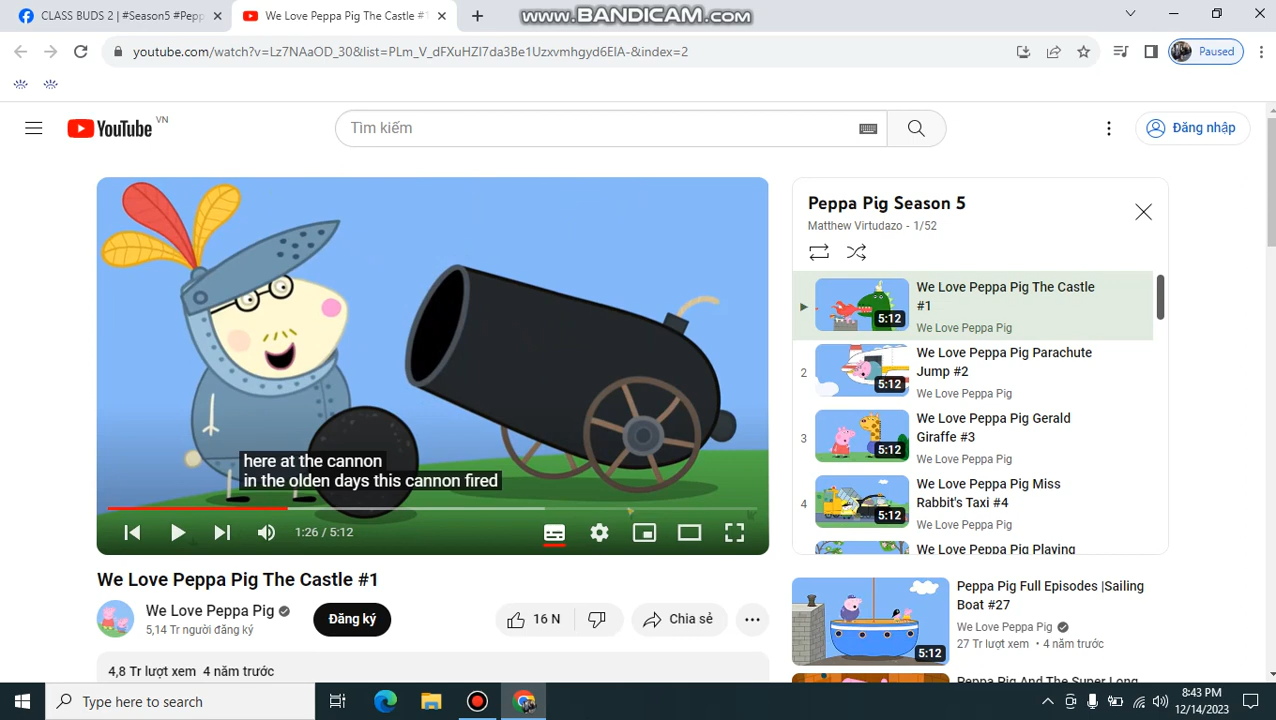 CLASS BUDS 2 | #Season5 #Pepp
We Love Peppa Pig The Castle #1
www.BANDICAM.com
youtube.com/watch?v=Lz7NAaOD_30&list=PLm_V_dFXuHZI7da3Be1Uzxvmhgyd6EIA-&index=2
Paused
YouTube VN
Tìm kiếm
Đăng nhập
here at the cannon
in the olden days this cannon fired
1:26 / 5:12
We Love Peppa Pig The Castle #1
We Love Peppa Pig
5,14 Tr người đăng ký
Đăng ký
16 N
Chia sẻ
4,8 Tr lượt xem 4 năm trước
Peppa Pig Season 5
Matthew Virtudazo - 1/52
We Love Peppa Pig The Castle
#1
We Love Peppa Pig
5:12
2
We Love Peppa Pig Parachute
Jump #2
We Love Peppa Pig
5:12
3
We Love Peppa Pig Gerald
Giraffe #3
We Love Peppa Pig
5:12
4
We Love Peppa Pig Miss
Rabbit's Taxi #4
We Love Peppa Pig
5:12
We Love Peppa Pig Playing
Peppa Pig Full Episodes |Sailing
Boat #27
We Love Peppa Pig
27 Tr lượt xem • 4 năm trước
5:12
Peppa Pig And The Super Long
Type here to search
8:43 PM
12/14/2023